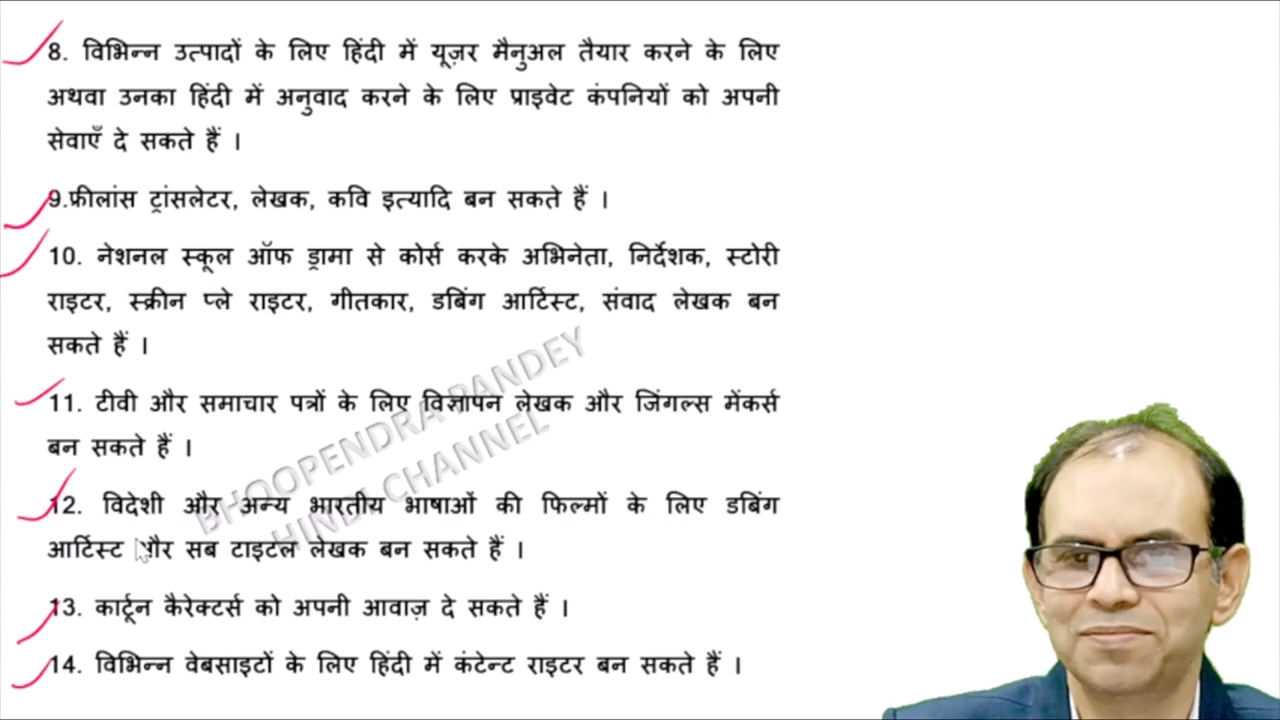 8. विभिन्न उत्पादों के लिए हिंदी में यूज़र मैनुअल तैयार करने के लिए
अथवा उनका हिंदी में अनुवाद करने के लिए प्राइवेट कंपनियों को अपनी
सेवाएँ दे सकते हैं ।
9.फ्रीलांस ट्रांसलेटर, लेखक, कवि इत्यादि बन सकते हैं ।
10. नेशनल स्कूल ऑफ ड्रामा से कोर्स करके अभिनेता, निर्देशक, स्टोरी
राइटर, स्क्रीन प्ले राइटर, गीतकार, डबिंग आर्टिस्ट, संवाद लेखक बन
सकते हैं ।
11. टीवी और समाचार पत्रों के लिए विज्ञापन लेखक और जिंगल्स मेंकर्स
बन सकते हैं ।
12. विदेशी और अन्य भारतीय भाषाओं की फिल्मों के लिए डबिंग
आर्टिस्ट और सब टाइटल लेखक बन सकते हैं ।
13. कार्टून कैरेक्टर्स को अपनी आवाज़ दे सकते हैं ।
14. विभिन्न वेबसाइटों के लिए हिंदी में कंटेन्ट राइटर बन सकते हैं ।
BHOOPENDRA PANDEY
HINDI CHANNEL